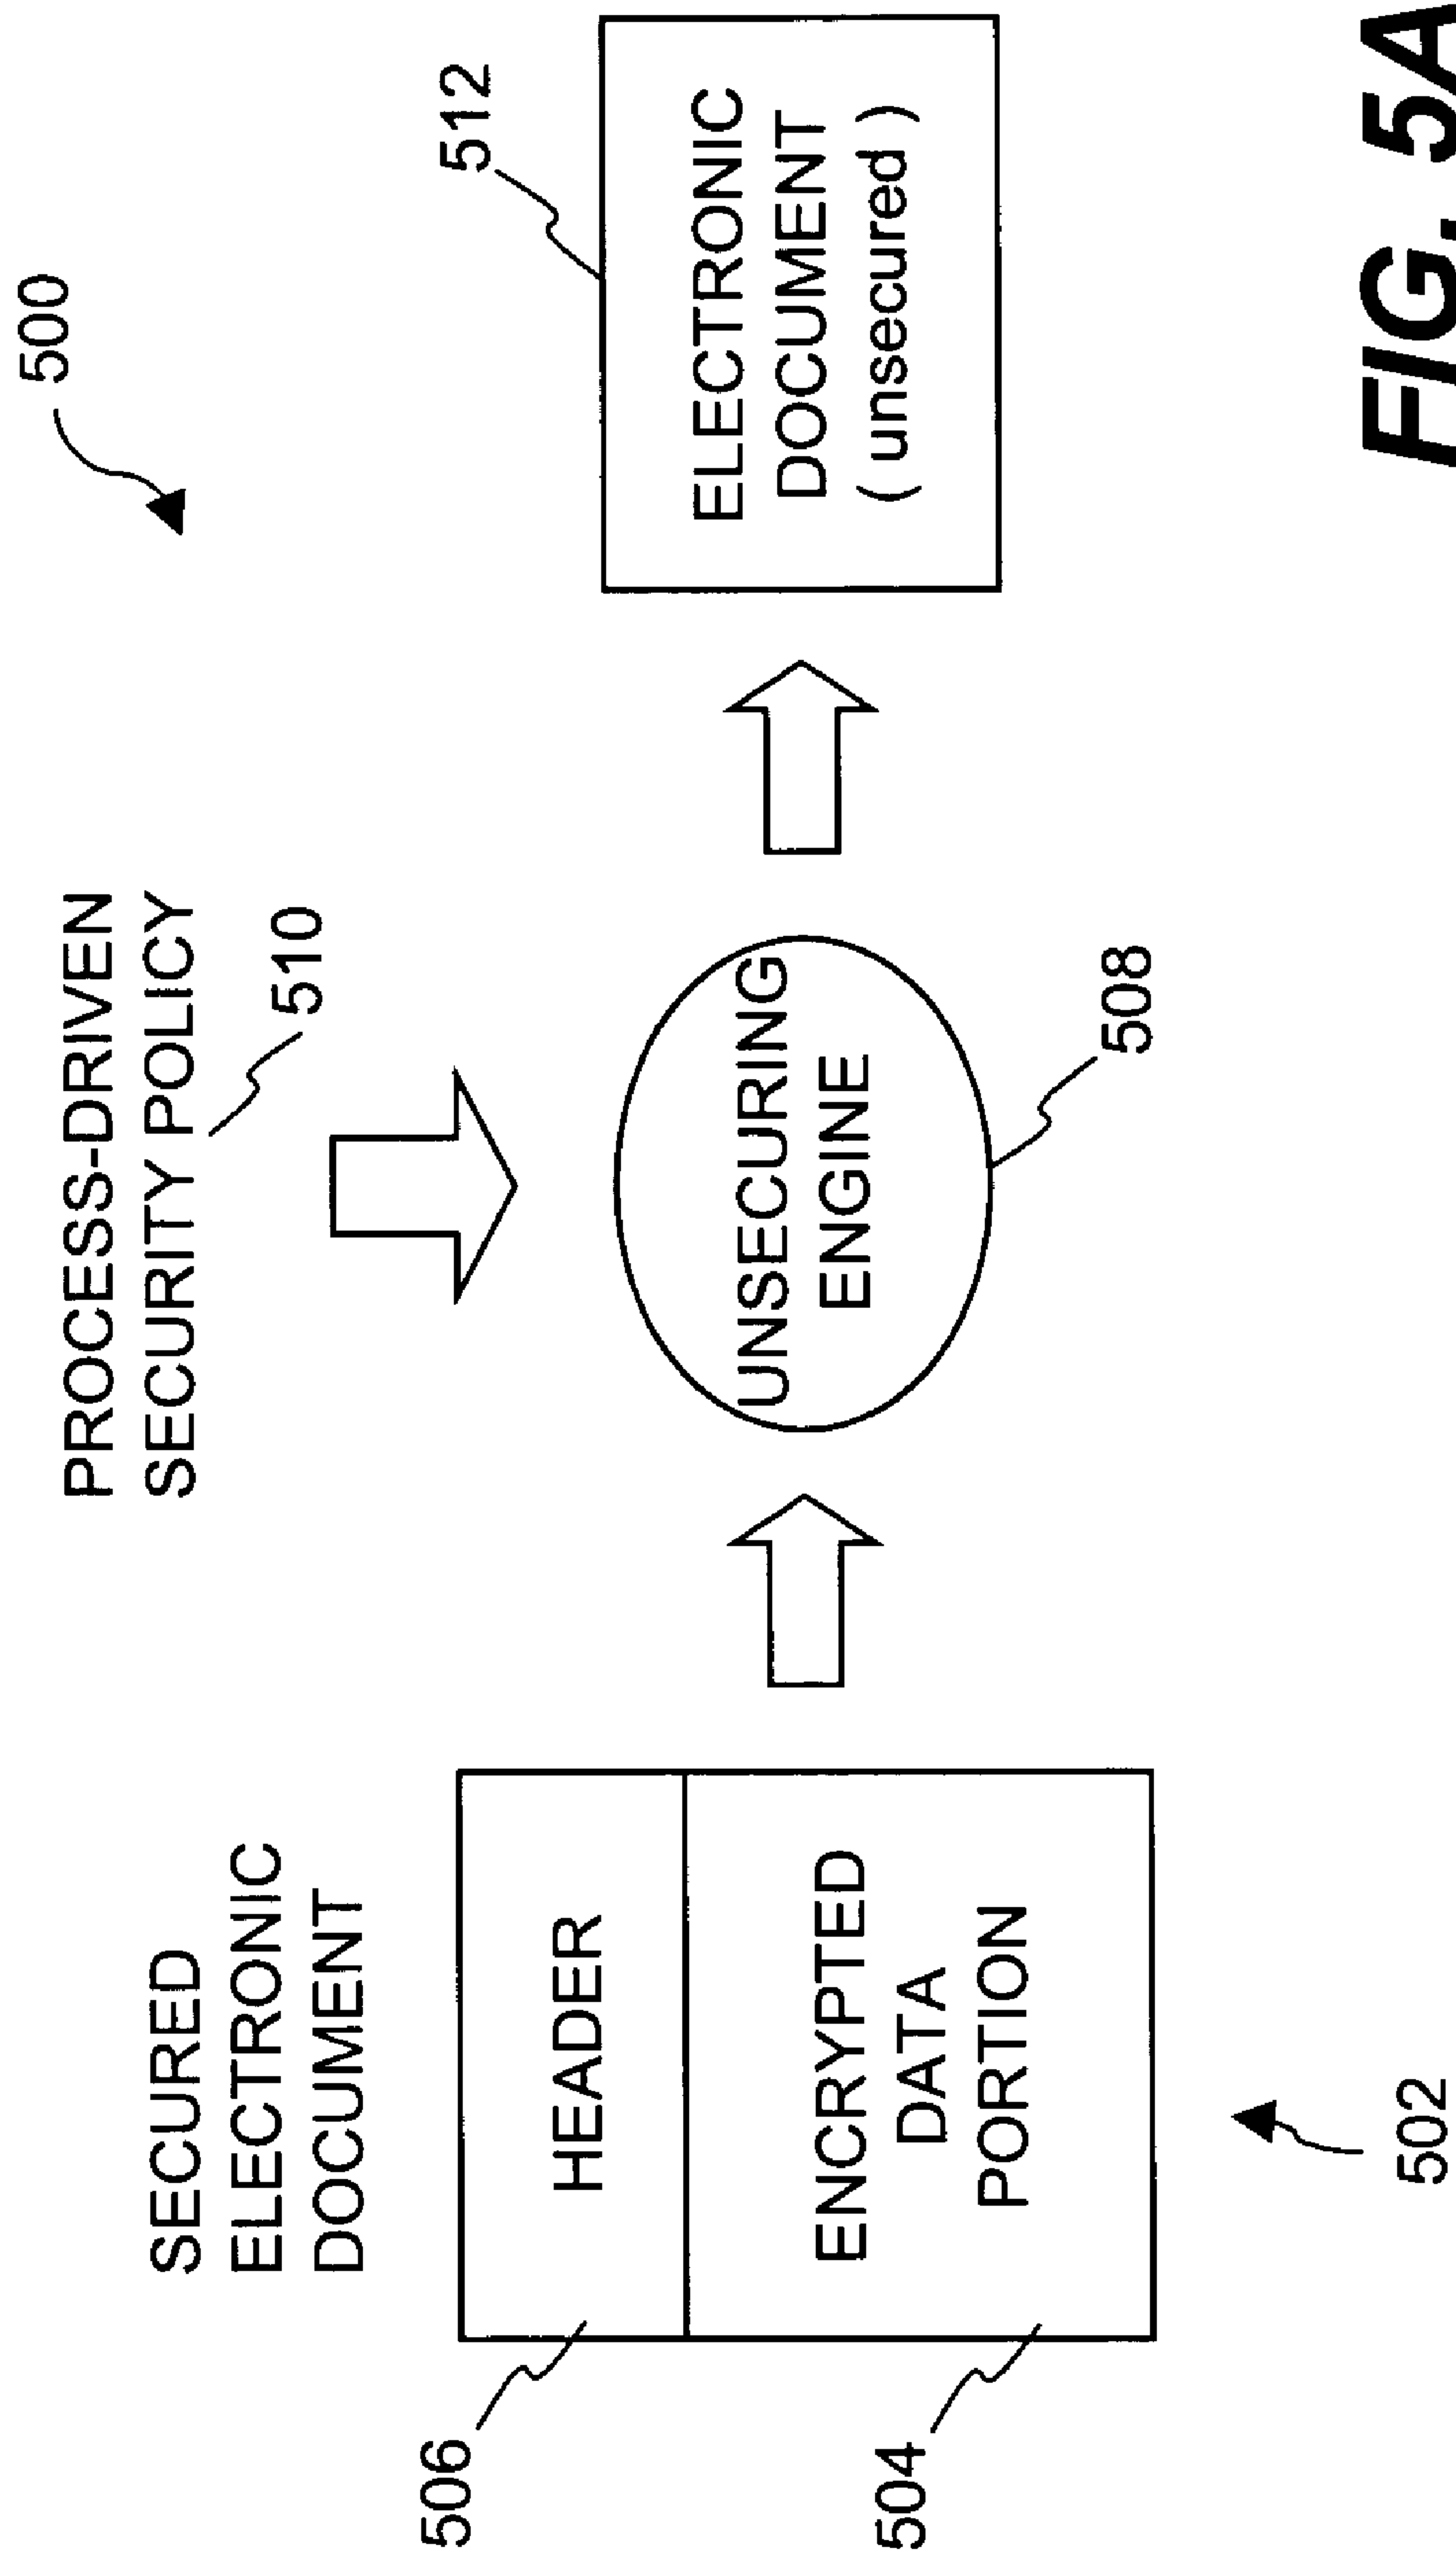 500
PROCESS-DRIVEN
SECURITY POLICY
510
SECURED
ELECTRONIC
DOCUMENT
506
HEADER
504
ENCRYPTED
DATA
PORTION
502
UNSECURING
ENGINE
508
512
ELECTRONIC
DOCUMENT
( unsecured )
FIG. 5A